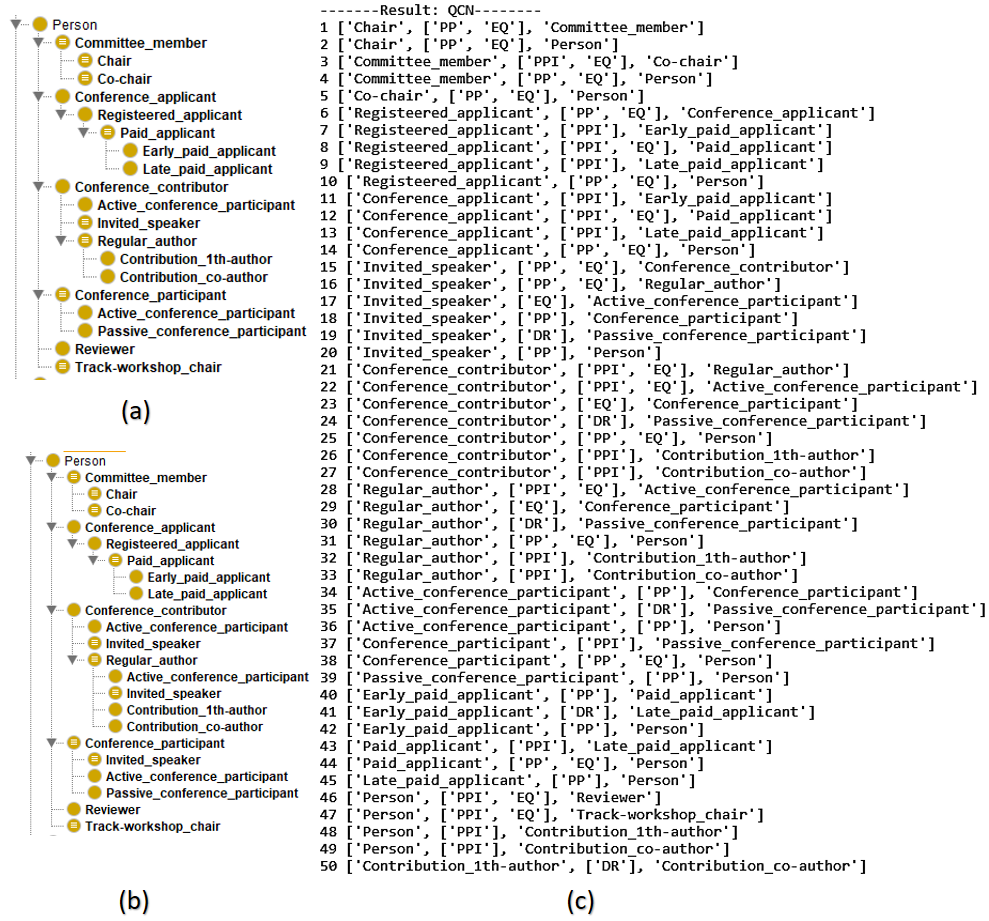 Person
Committee_member
Chair
Co-chair
Conference_applicant
Registeered_applicant
Paid_applicant
Early_paid_applicant
Late_paid_applicant
Conference_contributor
Active_conference_participant
Invited_speaker
Regular_author
Contribution_1th-author
Contribution_co-author
Conference_participant
Active_conference_participant
Passive_conference_participant
Reviewer
Track-workshop_chair
(a)
Person
Committee_member
Chair
Co-chair
Conference_applicant
Registeered_applicant
Paid_applicant
Early_paid_applicant
Late_paid_applicant
Conference_contributor
Active_conference_participant
Invited_speaker
Regular_author
Active_conference_participant
Invited_speaker
Contribution_1th-author
Contribution_co-author
Conference_participant
Invited_speaker
Active_conference_participant
Passive_conference_participant
Reviewer
Track-workshop_chair
(b)
-------Result: QCN--------
1 ['Chair', ['PP', 'EQ'], 'Committee_member']
2 ['Chair', ['PP', 'EQ'], 'Person']
3 ['Committee_member', ['PPI', 'EQ'], 'Co-chair']
4 ['Committee_member', ['PP', 'EQ'], 'Person']
5 ['Co-chair', ['PP', 'EQ'], 'Person']
6 ['Registeered_applicant', ['PP', 'EQ'], 'Conference_applicant']
7 ['Registeered_applicant', ['PPI'], 'Early_paid_applicant']
8 ['Registeered_applicant', ['PPI', 'EQ'], 'Paid_applicant']
9 ['Registeered_applicant', ['PPI'], 'Late_paid_applicant']
10 ['Registeered_applicant', ['PP', 'EQ'], 'Person']
11 ['Conference_applicant', ['PPI'], 'Early_paid_applicant']
12 ['Conference_applicant', ['PPI', 'EQ'], 'Paid_applicant']
13 ['Conference_applicant', ['PPI'], 'Late_paid_applicant']
14 ['Conference_applicant', ['PP', 'EQ'], 'Person']
15 ['Invited_speaker', ['PP', 'EQ'], 'Conference_contributor']
16 ['Invited_speaker', ['PP', 'EQ'], 'Regular_author']
17 ['Invited_speaker', ['EQ'], 'Active_conference_participant']
18 ['Invited_speaker', ['PP'], 'Conference_participant']
19 ['Invited_speaker', ['DR'], 'Passive_conference_participant']
20 ['Invited_speaker', ['PP'], 'Person']
21 ['Conference_contributor', ['PPI', 'EQ'], 'Regular_author']
22 ['Conference_contributor', ['PPI', 'EQ'], 'Active_conference_participant']
23 ['Conference_contributor', ['EQ'], 'Conference_participant']
24 ['Conference_contributor', ['DR'], 'Passive_conference_participant']
25 ['Conference_contributor', ['PP', 'EQ'], 'Person']
26 ['Conference_contributor', ['PPI'], 'Contribution_1th-author']
27 ['Conference_contributor', ['PPI'], 'Contribution_co-author']
28 ['Regular_author', ['PPI', 'EQ'], 'Active_conference_participant']
29 ['Regular_author', ['EQ'], 'Conference_participant']
30 ['Regular_author', ['DR'], 'Passive_conference_participant']
31 ['Regular_author', ['PP', 'EQ'], 'Person']
32 ['Regular_author', ['PPI'], 'Contribution_1th-author']
33 ['Regular_author', ['PPI'], 'Contribution_co-author']
34 ['Active_conference_participant', ['PP'], 'Conference_participant']
35 ['Active_conference_participant', ['DR'], 'Passive_conference_participant']
36 ['Active_conference_participant', ['PP'], 'Person']
37 ['Conference_participant', ['PPI'], 'Passive_conference_participant']
38 ['Conference_participant', ['PP', 'EQ'], 'Person']
39 ['Passive_conference_participant', ['PP'], 'Person']
40 ['Early_paid_applicant', ['PP'], 'Paid_applicant']
41 ['Early_paid_applicant', ['DR'], 'Late_paid_applicant']
42 ['Early_paid_applicant', ['PP'], 'Person']
43 ['Paid_applicant', ['PPI'], 'Late_paid_applicant']
44 ['Paid_applicant', ['PP', 'EQ'], 'Person']
45 ['Late_paid_applicant', ['PP'], 'Person']
46 ['Person', ['PPI', 'EQ'], 'Reviewer']
47 ['Person', ['PPI', 'EQ'], 'Track-workshop_chair']
48 ['Person', ['PPI'], 'Contribution_1th-author']
49 ['Person', ['PPI'], 'Contribution_co-author']
50 ['Contribution_1th-author', ['DR'], 'Contribution_co-author']
(c)